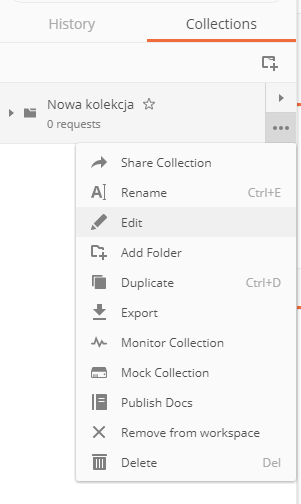 History Collections
Nowa kolekcja
0 requests
Share Collection
Rename Ctrl+E
Edit
Add Folder
Duplicate Ctrl+D
Export
Monitor Collection
Mock Collection
Publish Docs
Remove from workspace
Delete Del